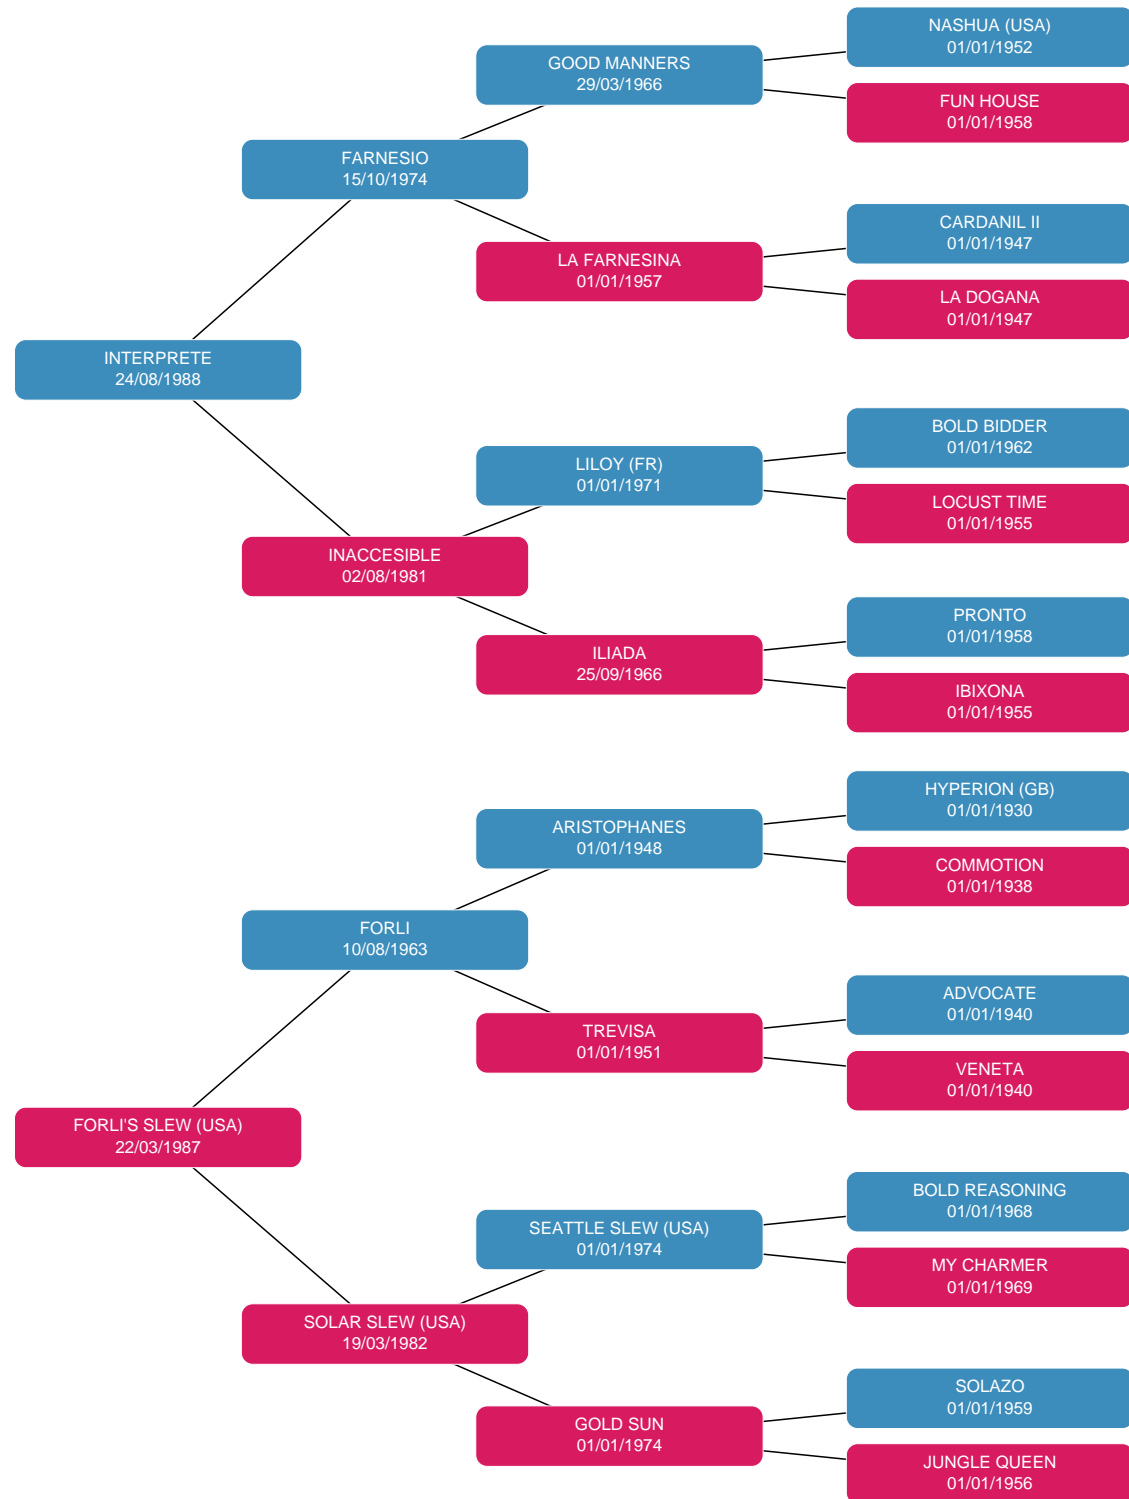 NASHUA (USA)
01/01/1952
GOOD MANNERS
29/03/1966
FUN HOUSE
01/01/1958
FARNESIO
15/10/1974
CARDANIL II
01/01/1947
LA FARNESINA
01/01/1957
LA DOGANA
01/01/1947
INTERPRETE
24/08/1988
BOLD BIDDER
01/01/1962
LILOY (FR)
01/01/1971
LOCUST TIME
01/01/1955
INACCESIBLE
02/08/1981
PRONTO
01/01/1958
ILIADA
25/09/1966
IBIXONA
01/01/1955
HYPERION (GB)
01/01/1930
ARISTOPHANES
01/01/1948
COMMOTION
01/01/1938
FORLI
10/08/1963
ADVOCATE
01/01/1940
TREVISA
01/01/1951
VENETA
01/01/1940
FORLI'S SLEW (USA)
22/03/1987
BOLD REASONING
01/01/1968
SEATTLE SLEW (USA)
01/01/1974
MY CHARMER
01/01/1969
SOLAR SLEW (USA)
19/03/1982
SOLAZO
01/01/1959
GOLD SUN
01/01/1974
JUNGLE QUEEN
01/01/1956